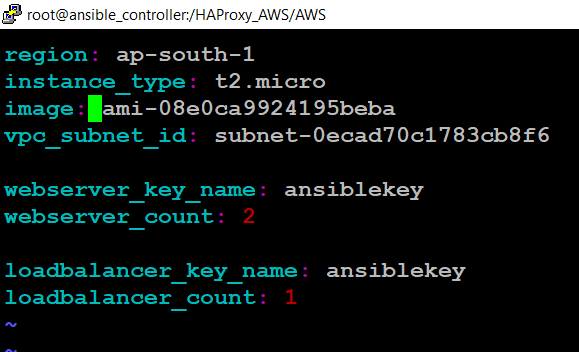 root@ansible_controller:/HAProxy_AWS/AWS
region: ap-south-1
instance_type: t2.micro
image: ami-08e0ca9924195beba
vpc_subnet_id: subnet-0ecad70c1783cb8f6
webserver_key_name: ansiblekey
webserver_count: 2
loadbalancer_key_name: ansiblekey
loadbalancer_count: 1
~
~